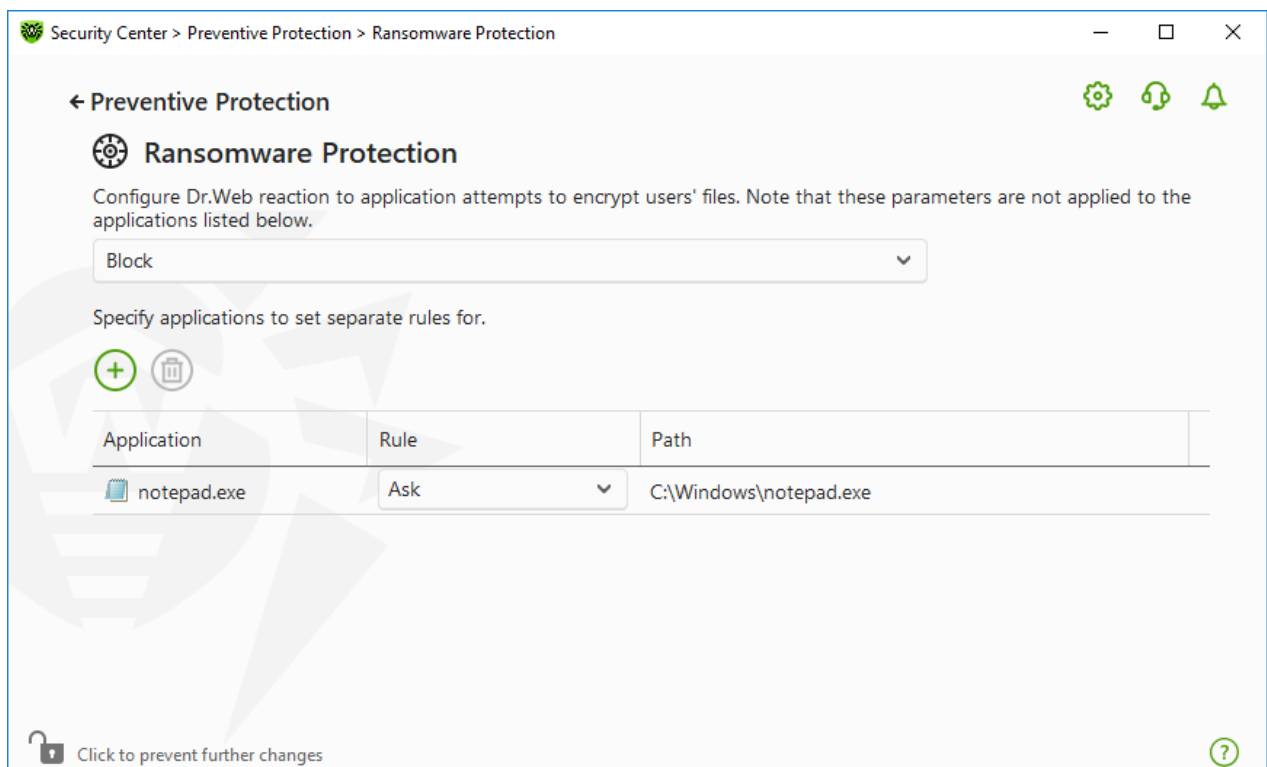 Security Center > Preventive Protection > Ransomware Protection
Preventive Protection
Ransomware Protection
Configure Dr.Web reaction to application attempts to encrypt users' files. Note that these parameters are not applied to the
applications listed below.
Block
Specify applications to set separate rules for.
Application Rule Path
notepad.exe Ask C:\Windows\notepad.exe
Click to prevent further changes